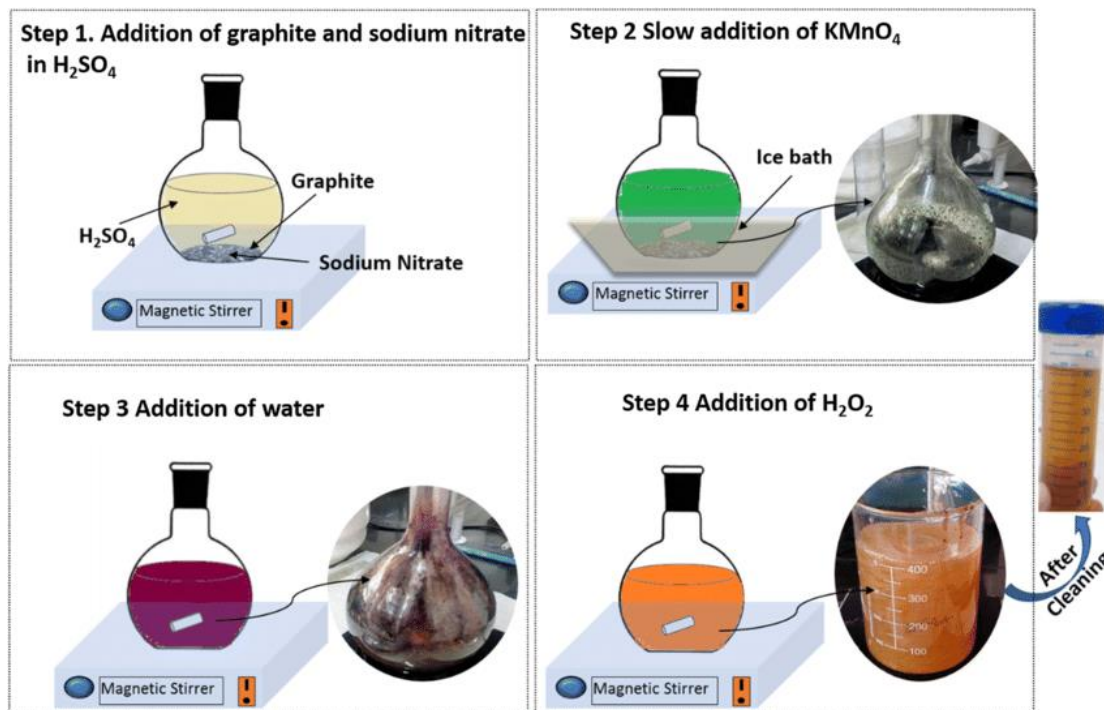 Step 1. Addition of graphite and sodium nitrate
in H₂SO₄
Graphite
H₂SO₄
Sodium Nitrate
Magnetic Stirrer
Step 2 Slow addition of KMnO₄
Ice bath
Magnetic Stirrer
Step 3 Addition of water
Magnetic Stirrer
Step 4 Addition of H₂O₂
400
300
200
100
Magnetic Stirrer
After
Cleaning